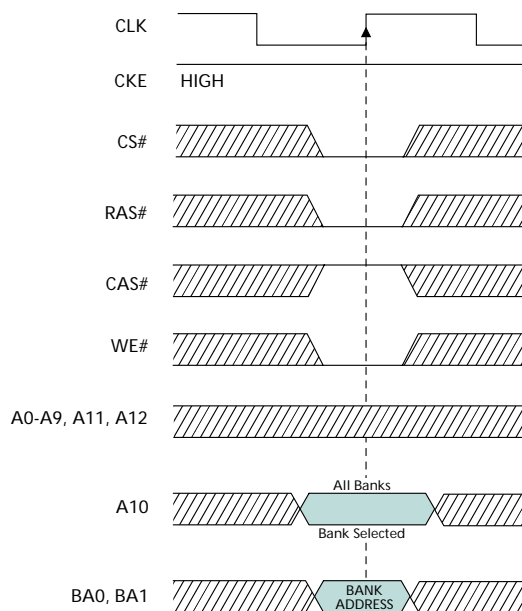 CLK
CKE HIGH
CS#
RAS#
CAS#
WE#
A0-A9, A11, A12
All Banks
A10
Bank Selected
BA0, BA1
BANK
ADDRESS